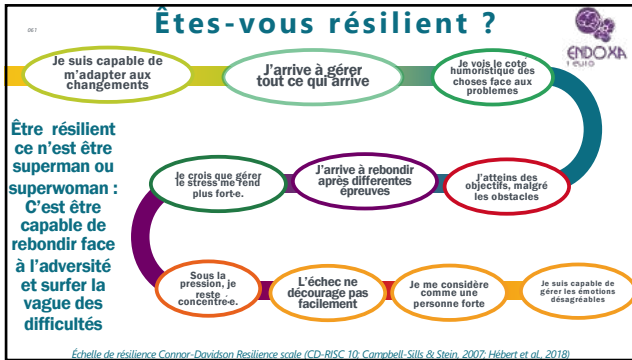 061
Êtes-vous résilient ?
ENDOXA
Je suis capable de
m'adapter aux
changements
J'arrive à gérer
tout ce qui arrive
Je vois le cote
humoristique des
choses face aux
problemes
Être résilient
ce n'est être
superman ou
superwoman :
C'est être
capable de
rebondir face
à l'adversité
et surfer la
vague des
difficultés
Je crois que gérer
le stress me rend
plus fort·e.
J'arrive à rebondir
après differentes
épreuves
J'atteins des
objectifs, malgré
les obstacles
Sous la
pression, je
reste
concentré·e.
L'échec ne
décourage pas
facilement
Je me considère
comme une
personne forte
Je suis capable de
gérer les émotions
désagréables
Échelle de résilience Connor-Davidson Resilience scale (CD-RISC 10; Campbell-Sills & Stein, 2007; Hébert et al., 2018)